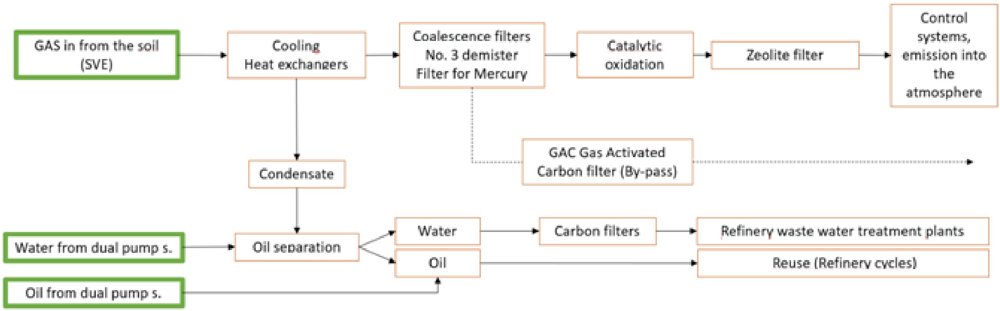 GAS in from the soil
(SVE)
Cooling
Heat exchangers
Coalescence filters
No. 3 demister
Filter for Mercury
Catalytic
oxidation
Zeolite filter
Control
systems,
emission into
the
atmosphere
GAC Gas Activated
Carbon filter (By-pass)
Condensate
Water from dual pump s.
Oil separation
Water
Carbon filters
Refinery waste water treatment plants
Oil
Reuse (Refinery cycles)
Oil from dual pump s.